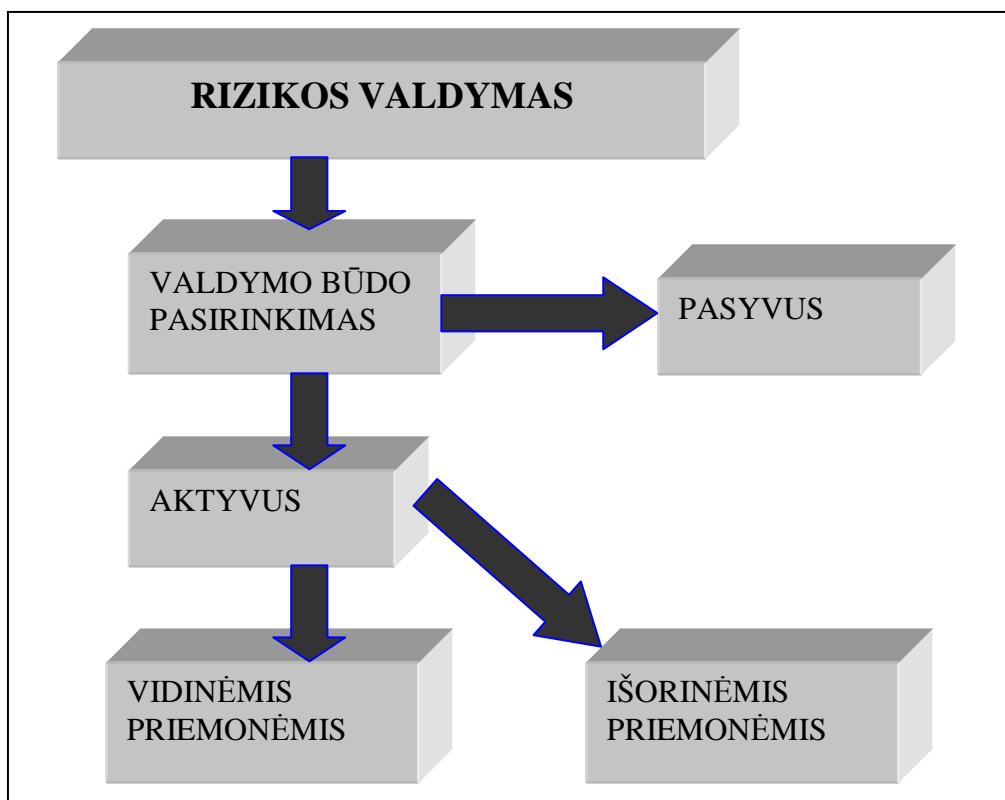 RIZIKOS VALDYMAS
VALDYMO BŪDO
PASIRINKIMAS
PASYVUS
AKTYVUS
VIDINĖMIS
PRIEMONĖMIS
IŠORINĖMIS
PRIEMONĖMIS